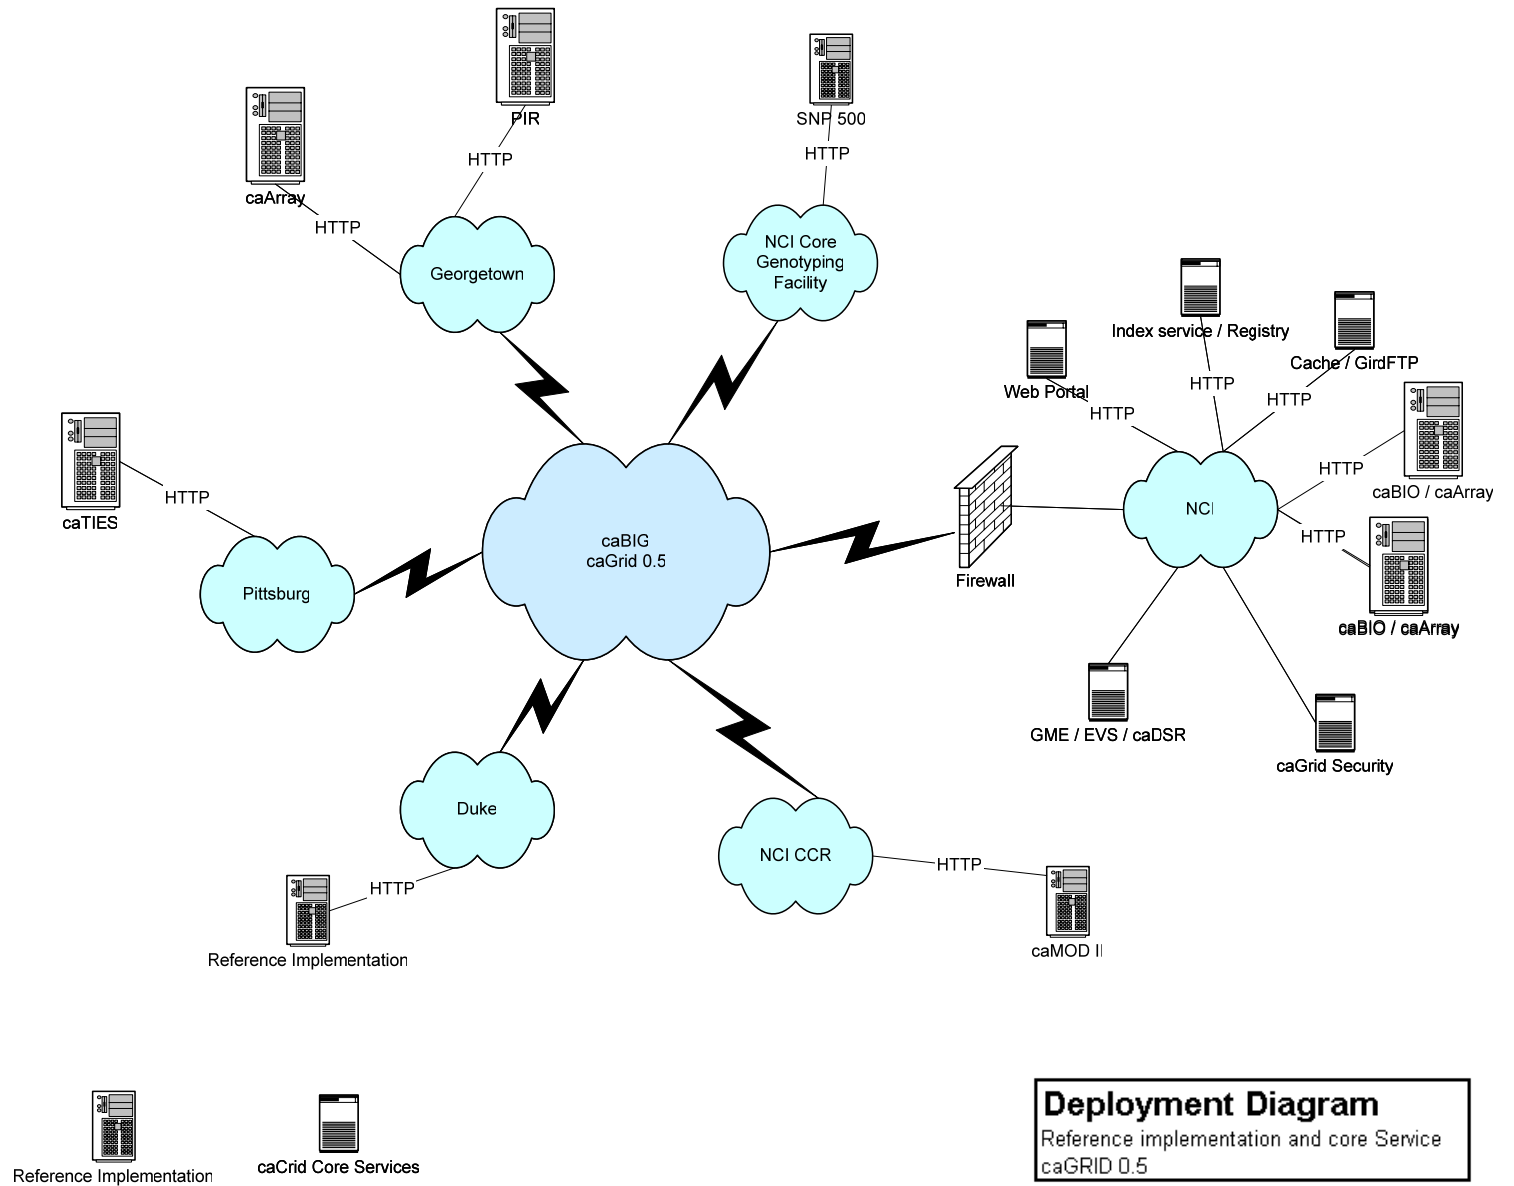 PIR
SNP 500
HTTP
HTTP
caArray
HTTP
Georgetown
NCI Core
Genotyping
Facility
Index service / Registry
Cache / GirdFTP
Web Portal
HTTP
HTTP
HTTP
HTTP
caBIO / caArray
caTIES
HTTP
NCI
HTTP
caBIG
caGrid 0.5
Firewall
Pittsburg
caBIO / caArray
GME / EVS / caDSR
caGrid Security
Duke
NCI CCR
HTTP
HTTP
Reference Implementation
caMOD II
Reference Implementation
caCrid Core Services
Deployment Diagram
Reference implementation and core Service
caGRID 0.5